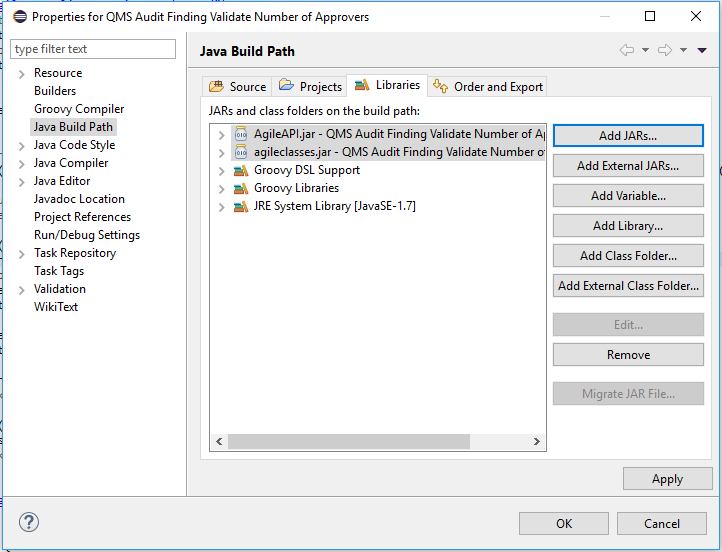 Properties for QMS Audit Finding Validate Number of Approvers
type filter text
Resource
Builders
Groovy Compiler
Java Build Path
Java Code Style
Java Compiler
Java Editor
Javadoc Location
Project References
Run/Debug Settings
Task Repository
Task Tags
Validation
WikiText
Java Build Path
Source
Projects
Libraries
Order and Export
JARs and class folders on the build path:
AgileAPI.jar - QMS Audit Finding Validate Number of Ap
agileclasses.jar - QMS Audit Finding Validate Number of
Groovy DSL Support
Groovy Libraries
JRE System Library [JavaSE-1.7]
Add JARs...
Add External JARs...
Add Variable...
Add Library...
Add Class Folder...
Add External Class Folder...
Edit...
Remove
Migrate JAR File...
Apply
?
OK
Cancel